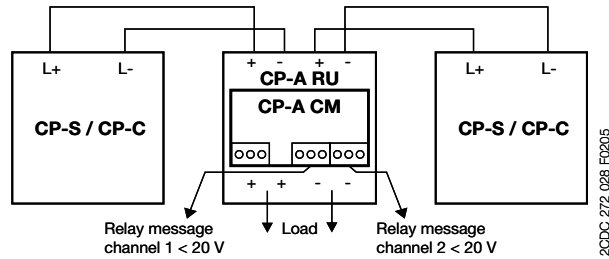 L+ L- + - + - L+ L-
CP-A RU
CP-S / CP-C CP-A CM CP-S / CP-C
+ + - -
Relay message Load Relay message
channel 1 < 20 V channel 2 < 20 V
2CDC 272 028 F0205